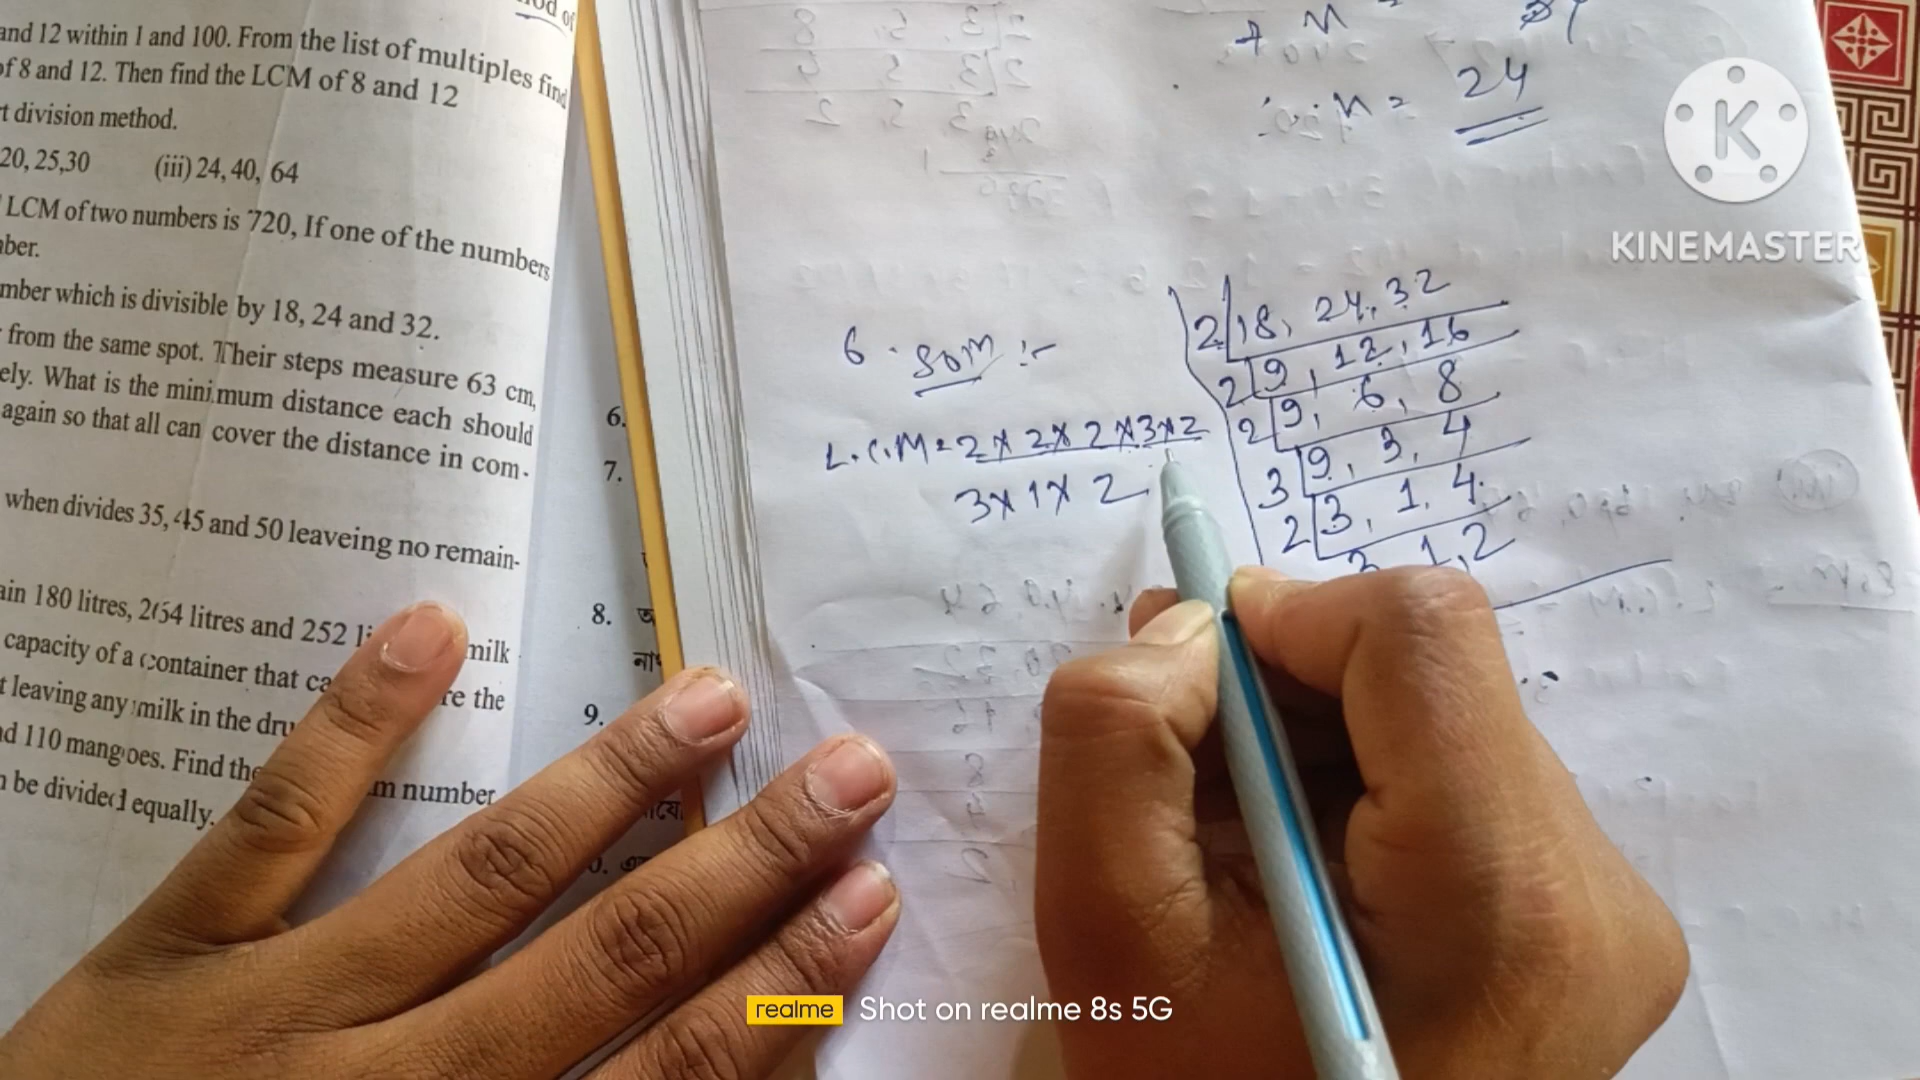 and 12 within 1 and 100. From the list of multiples find
of 8 and 12. Then find the LCM of 8 and 12
t division method.
20, 25,30 (iii) 24, 40, 64
LCM of two numbers is 720, If one of the numbers
ber.
mber which is divisible by 18, 24 and 32.
from the same spot. Their steps measure 63 cm,
ely. What is the minimum distance each should
again so that all can cover the distance in com-
when divides 35, 45 and 50 leaveing no remain-
ain 180 litres, 264 litres and 252 li milk
capacity of a container that ca re the
t leaving any milk in the dru
nd 110 mangoes. Find the m number
n be divided equally.
6.
7.
8.
9.
24
KINEMASTER
6. Soln :-
L.C.M = 2 x 2 x 2 x 3 x 2
3 x 1 x 2
2 18, 24, 32
2 9, 12, 16
2 9, 6, 8
3 9, 3, 4
2 3, 1, 4
3 1, 2
realme Shot on realme 8s 5G